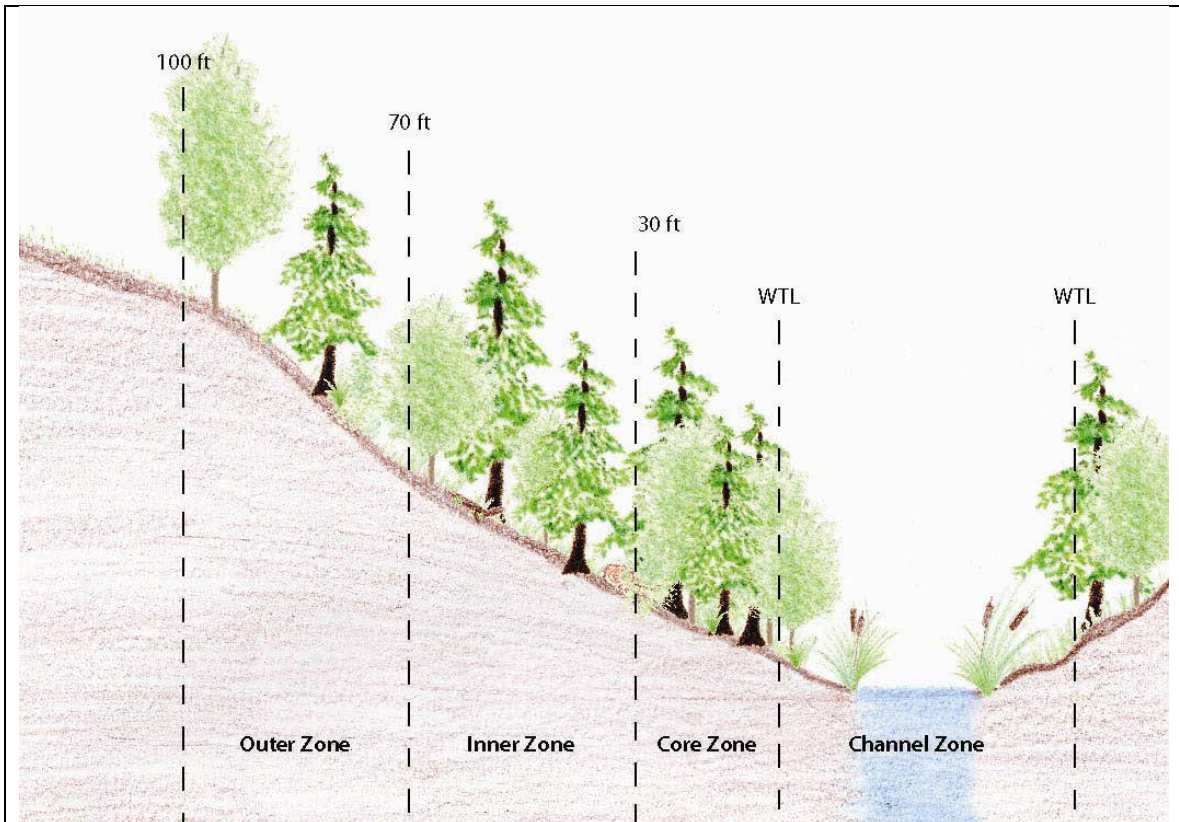 100 ft
70 ft
30 ft
WTL
WTL
Outer Zone
Inner Zone
Core Zone
Channel Zone